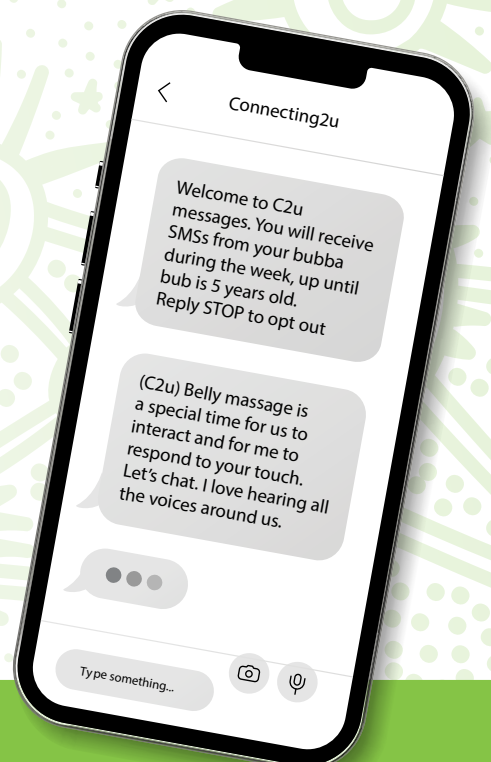 Connecting2u
Welcome to C2u
messages. You will receive
SMSs from your bubba
during the week, up until
bub is 5 years old.
Reply STOP to opt out
(C2u) Belly massage is
a special time for us to
interact and for me to
respond to your touch.
Let's chat. I love hearing all
the voices around us.
Type something...